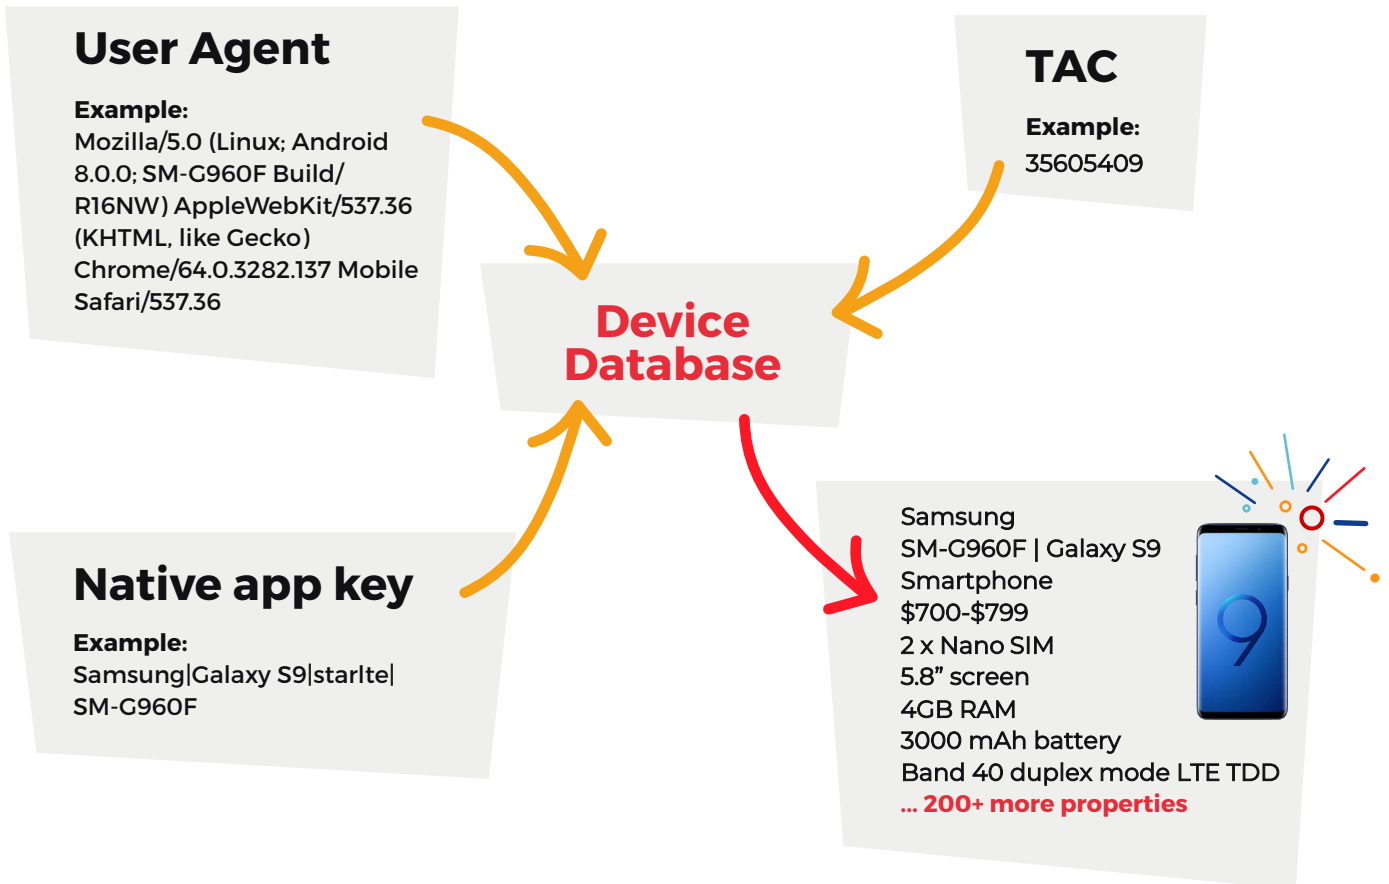 User Agent
Example:
Mozilla/5.0 (Linux; Android
8.0.0; SM-G960F Build/
R16NW) AppleWebKit/537.36
(KHTML, like Gecko)
Chrome/64.0.3282.137 Mobile
Safari/537.36
TAC
Example:
35605409
Device
Database
Native app key
Example:
Samsung|Galaxy S9|starlte|
SM-G960F
Samsung
SM-G960F | Galaxy S9
Smartphone
$700-$799
2 x Nano SIM
5.8” screen
4GB RAM
3000 mAh battery
Band 40 duplex mode LTE TDD
... 200+ more properties
9